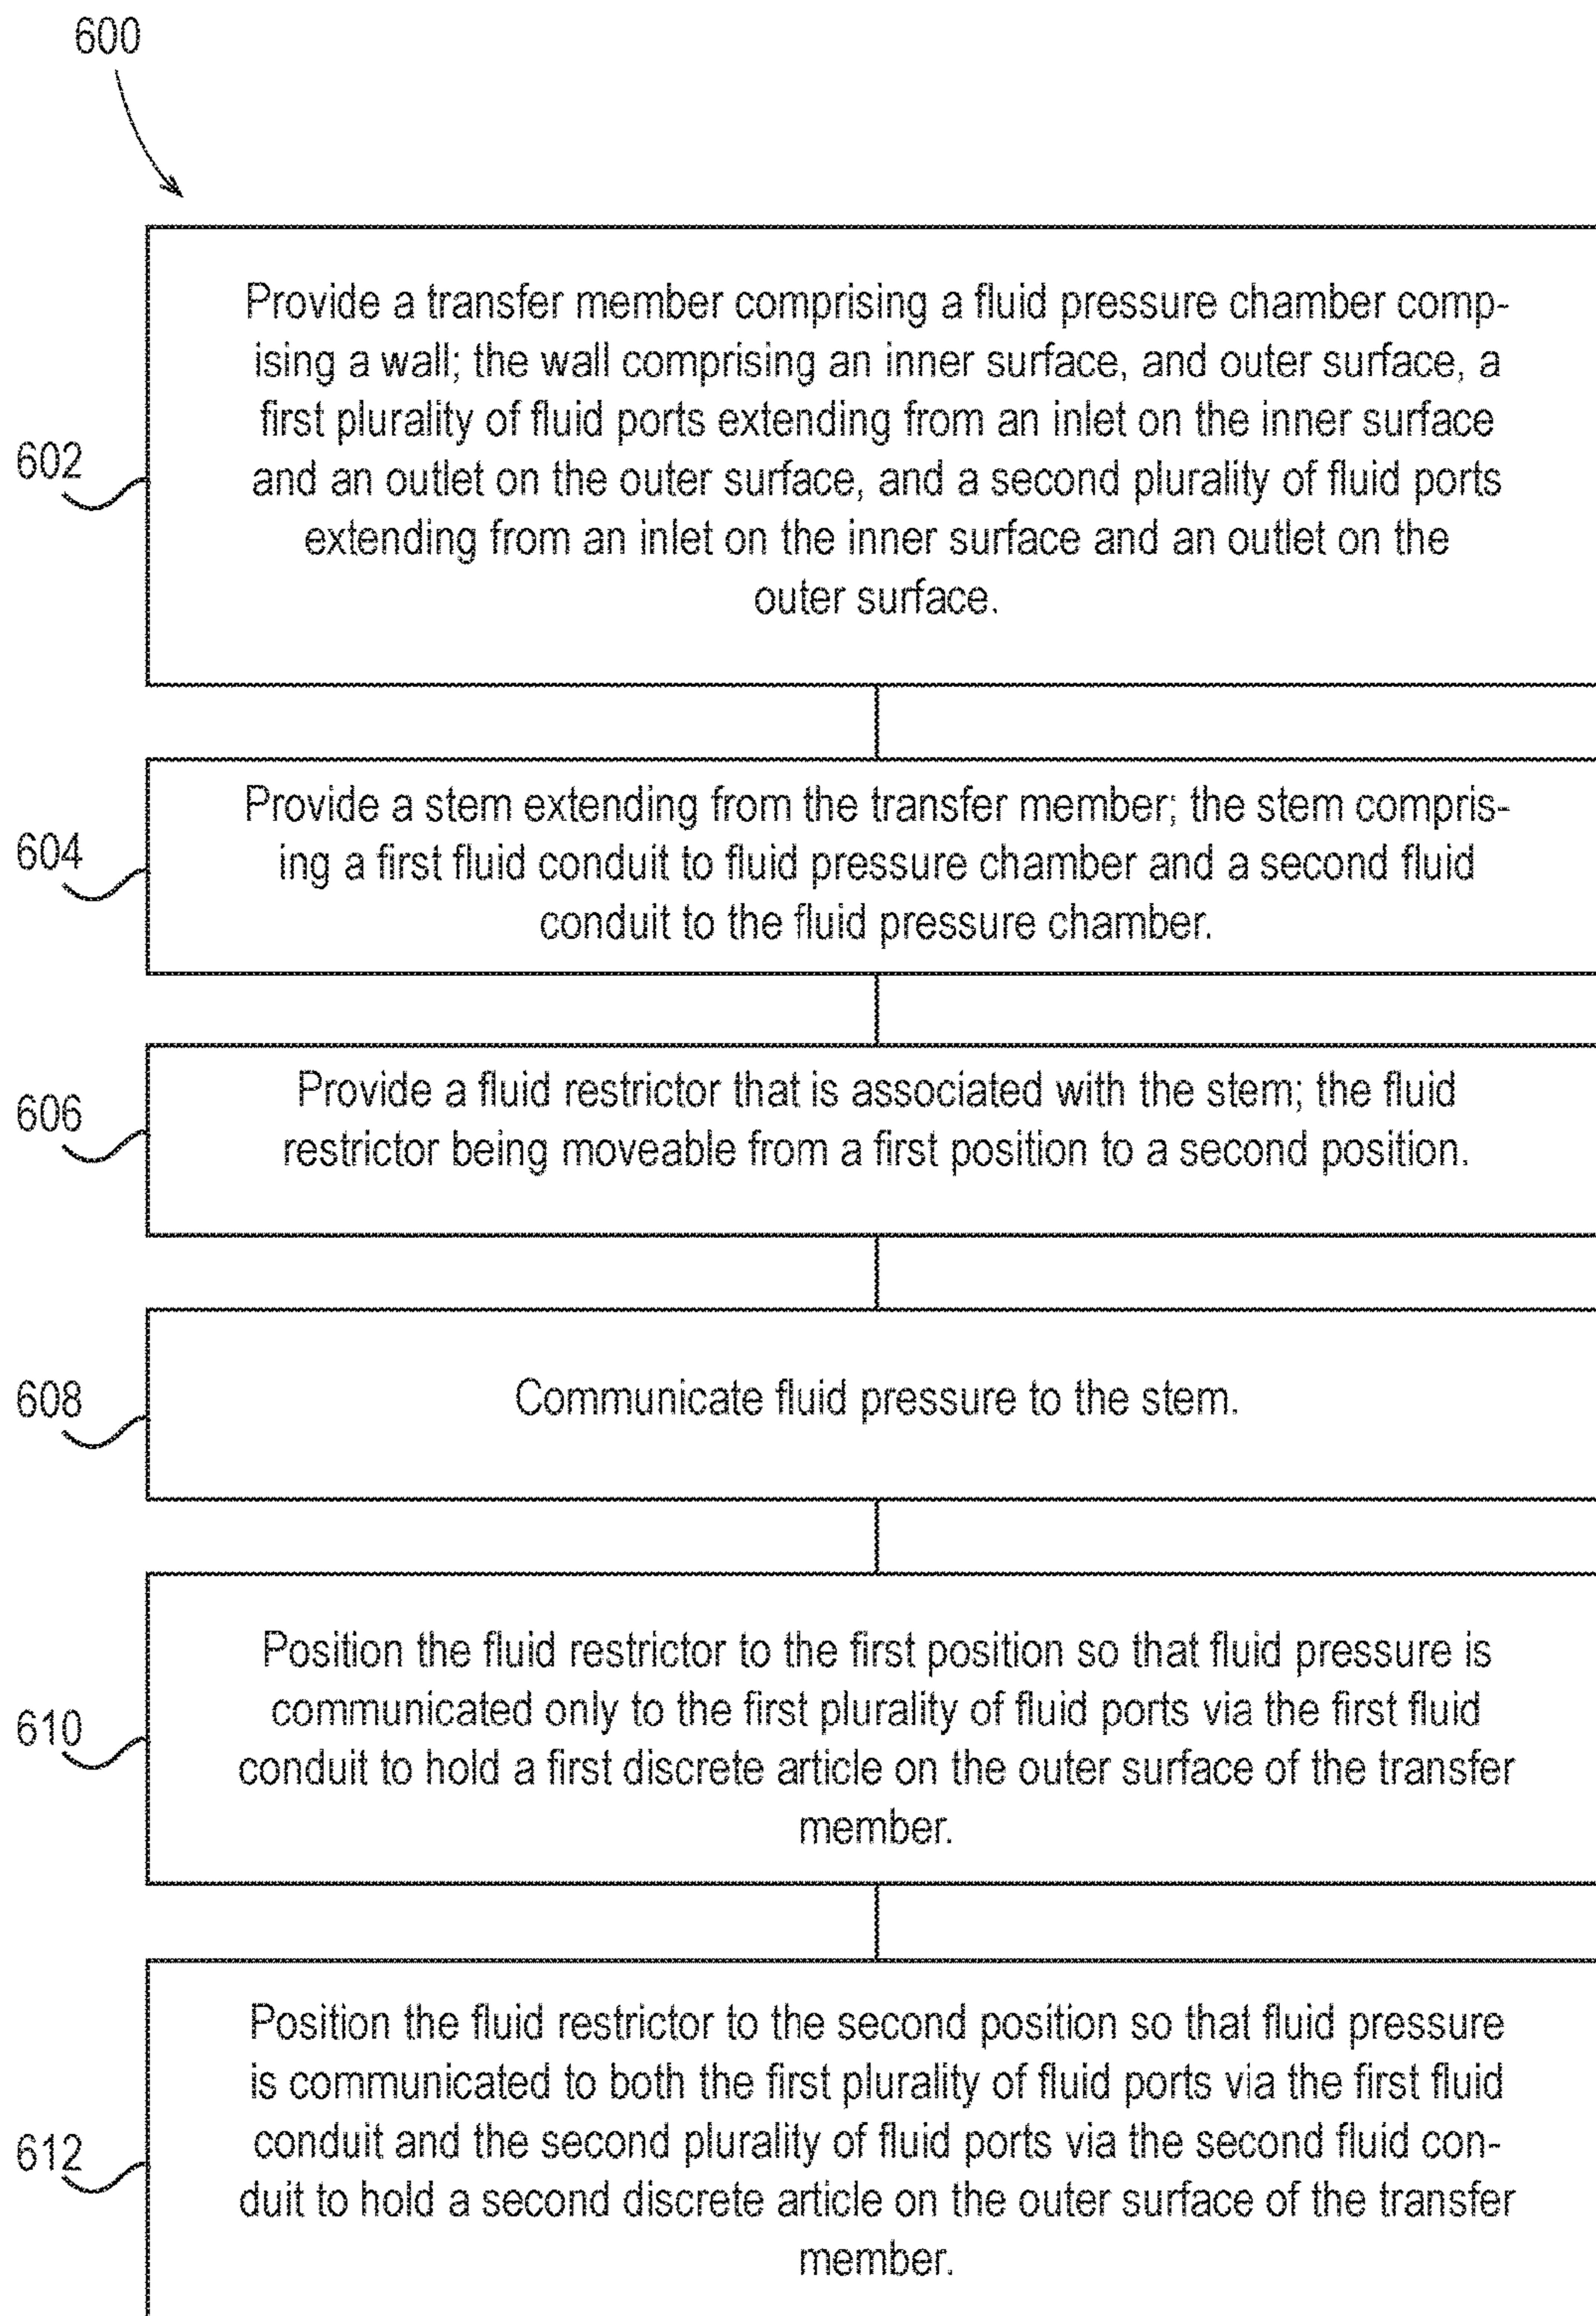 600
Provide a transfer member comprising a fluid pressure chamber comp-
ising a wall; the wall comprising an inner surface, and outer surface, a
first plurality of fluid ports extending from an inlet on the inner surface
and an outlet on the outer surface, and a second plurality of fluid ports
extending from an inlet on the inner surface and an outlet on the
outer surface.
602
Provide a stem extending from the transfer member; the stem compris-
ing a first fluid conduit to fluid pressure chamber and a second fluid
conduit to the fluid pressure chamber.
604
Provide a fluid restrictor that is associated with the stem; the fluid
restrictor being moveable from a first position to a second position.
606
Communicate fluid pressure to the stem.
608
Position the fluid restrictor to the first position so that fluid pressure is
communicated only to the first plurality of fluid ports via the first fluid
conduit to hold a first discrete article on the outer surface of the transfer
member.
610
Position the fluid restrictor to the second position so that fluid pressure
is communicated to both the first plurality of fluid ports via the first fluid
conduit and the second plurality of fluid ports via the second fluid con-
duit to hold a second discrete article on the outer surface of the transfer
member.
612